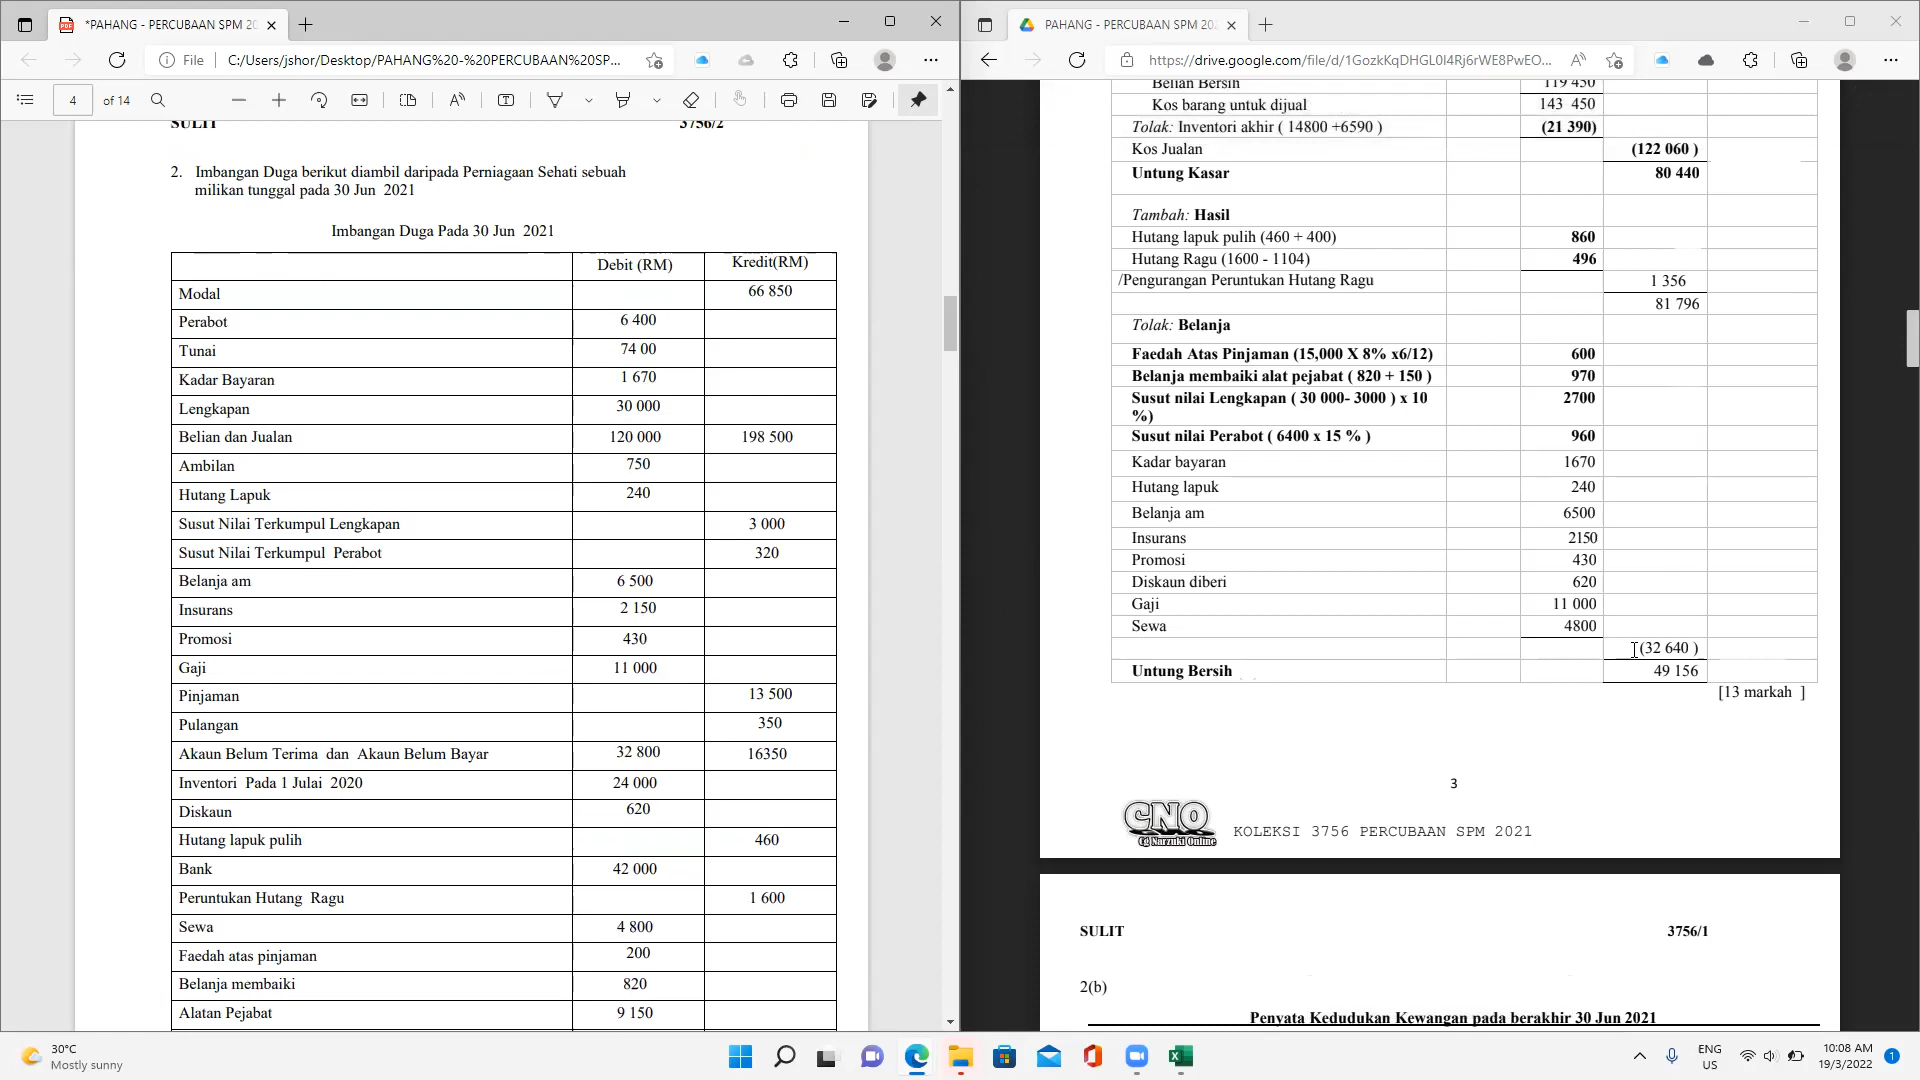 *PAHANG - PERCUBAAN SPM 20
File
C:/Users/jshor/Desktop/PAHANG%20-%20PERCUBAAN%20SP...
4 of 14
SULIT 3756/2
2. Imbangan Duga berikut diambil daripada Perniagaan Sehati sebuah
milikan tunggal pada 30 Jun 2021
Imbangan Duga Pada 30 Jun 2021
Debit (RM) Kredit(RM)
Modal 66 850
Perabot 6 400
Tunai 74 00
Kadar Bayaran 1 670
Lengkapan 30 000
Belian dan Jualan 120 000 198 500
Ambilan 750
Hutang Lapuk 240
Susut Nilai Terkumpul Lengkapan 3 000
Susut Nilai Terkumpul Perabot 320
Belanja am 6 500
Insurans 2 150
Promosi 430
Gaji 11 000
Pinjaman 13 500
Pulangan 350
Akaun Belum Terima dan Akaun Belum Bayar 32 800 16350
Inventori Pada 1 Julai 2020 24 000
Diskaun 620
Hutang lapuk pulih 460
Bank 42 000
Peruntukan Hutang Ragu 1 600
Sewa 4 800
Faedah atas pinjaman 200
Belanja membaiki 820
Alatan Pejabat 9 150
PAHANG - PERCUBAAN SPM 202
https://drive.google.com/file/d/1GozkKqDHGL0I4Rj6rWE8PwEO...
Belian Bersih 119 450
Kos barang untuk dijual 143 450
Tolak: Inventori akhir ( 14800 +6590 ) (21 390)
Kos Jualan (122 060 )
Untung Kasar 80 440
Tambah: Hasil
Hutang lapuk pulih (460 + 400) 860
Hutang Ragu (1600 - 1104) 496
/Pengurangan Peruntukan Hutang Ragu 1 356
81 796
Tolak: Belanja
Faedah Atas Pinjaman (15,000 X 8% x6/12) 600
Belanja membaiki alat pejabat ( 820 + 150 ) 970
Susut nilai Lengkapan ( 30 000- 3000 ) x 10 2700
%)
Susut nilai Perabot ( 6400 x 15 % ) 960
Kadar bayaran 1670
Hutang lapuk 240
Belanja am 6500
Insurans 2150
Promosi 430
Diskaun diberi 620
Gaji 11 000
Sewa 4800
(32 640 )
Untung Bersih 49 156
[13 markah ]
3
CNO
Cg Narzuki Online
KOLEKSI 3756 PERCUBAAN SPM 2021
SULIT 3756/1
2(b)
Penyata Kedudukan Kewangan pada berakhir 30 Jun 2021
30°C
Mostly sunny
ENG
US
10:08 AM
19/3/2022
1